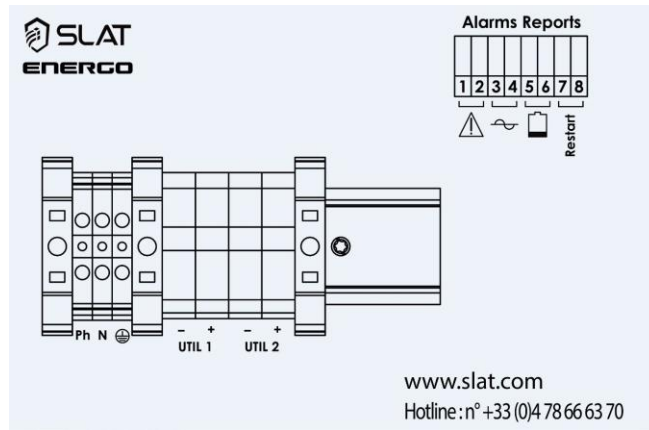 SLAT
ENERGO
Alarms Reports
1 2 3 4 5 6 7 8
Restart
Ph N
- + - +
UTIL 1 UTIL 2
www.slat.com
Hotline : n° +33 (0)4 78 66 63 70